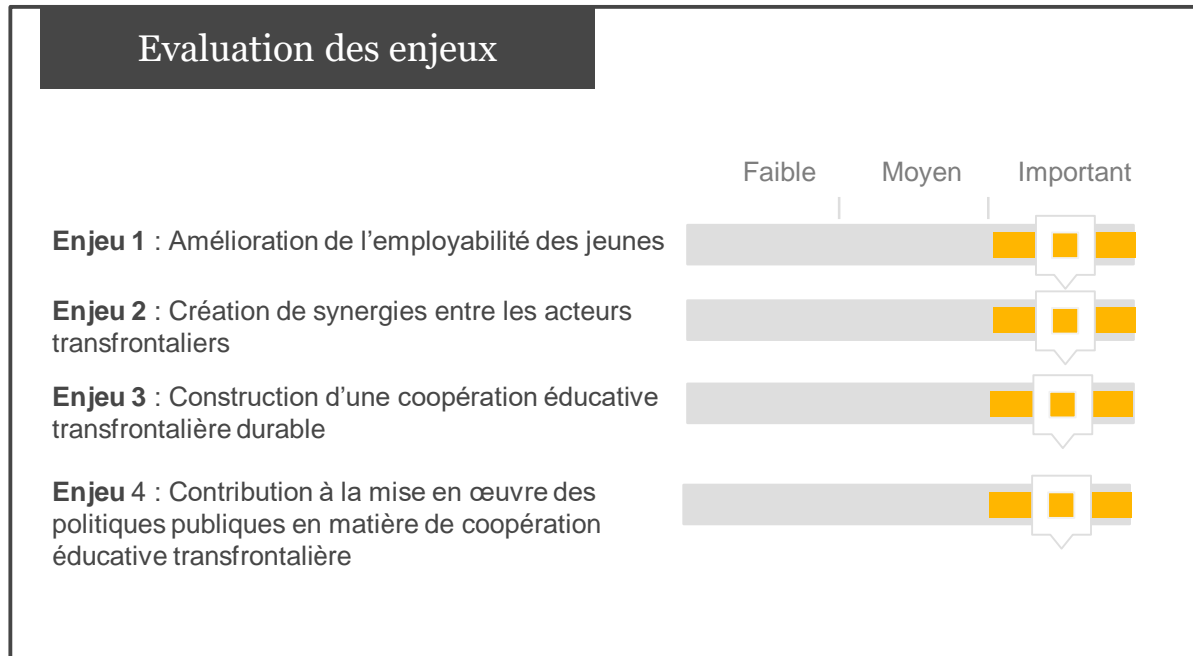 Evaluation des enjeux
Faible Moyen Important
Enjeu 1 : Amélioration de l’employabilité des jeunes
Enjeu 2 : Création de synergies entre les acteurs
transfrontaliers
Enjeu 3 : Construction d’une coopération éducative
transfrontalière durable
Enjeu 4 : Contribution à la mise en œuvre des
politiques publiques en matière de coopération
éducative transfrontalière